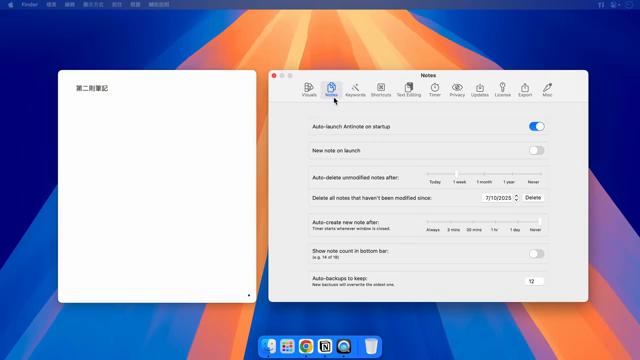 Finder 檔案 編輯 顯示方式 前往 視窗 輔助說明
第二則筆記
Notes
Visuals Notes Keywords Shortcuts Text Editing Timer Privacy Updates License Export Misc
Auto-launch Antinote on startup
New note on launch
Auto-delete unmodified notes after:
Today 1 week 1 month 1 year Never
Delete all notes that haven't been modified since: 7/10/2025 Delete
Auto-create new note after:
Timer starts whenever window is closed.
Always 3 mins 30 mins 1 hr 1 day Never
Show note count in bottom bar:
(e.g. 14 of 18)
Auto-backups to keep: 12
New backups will overwrite the oldest one.